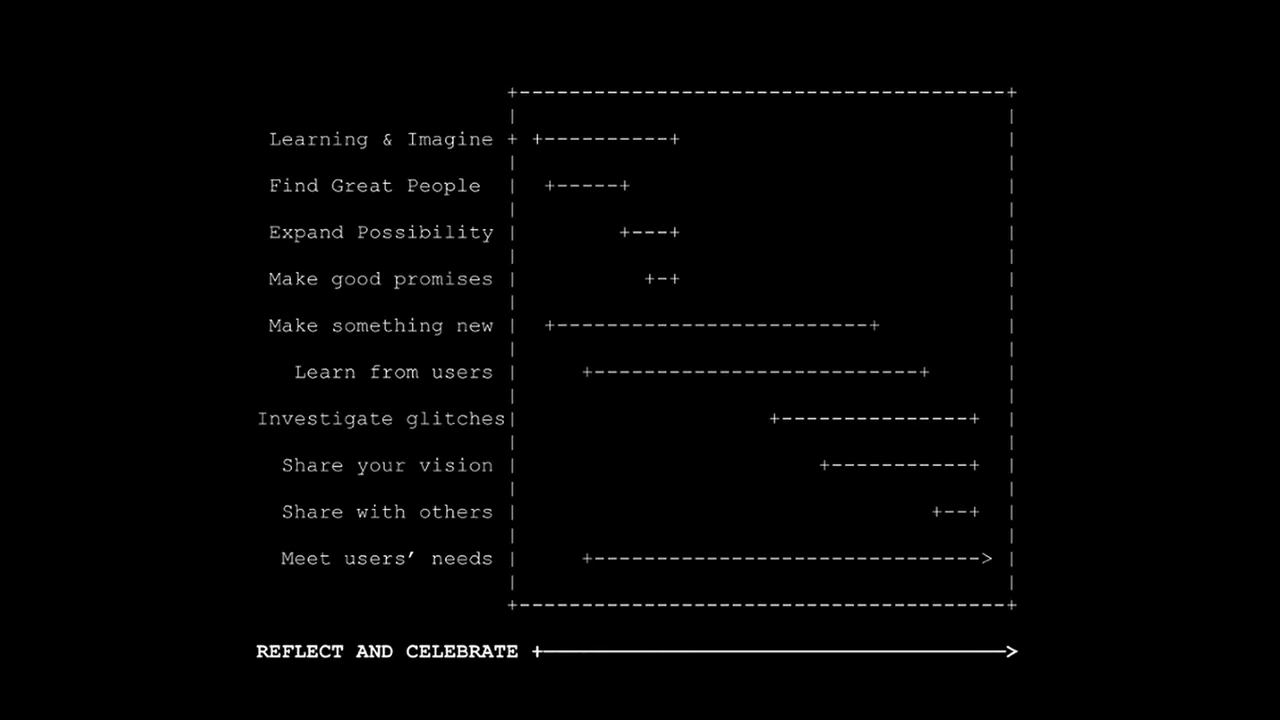 Learning & Imagine
Find Great People
Expand Possibility
Make good promises
Make something new
Learn from users
Investigate glitches
Share your vision
Share with others
Meet users’ needs
REFLECT AND CELEBRATE